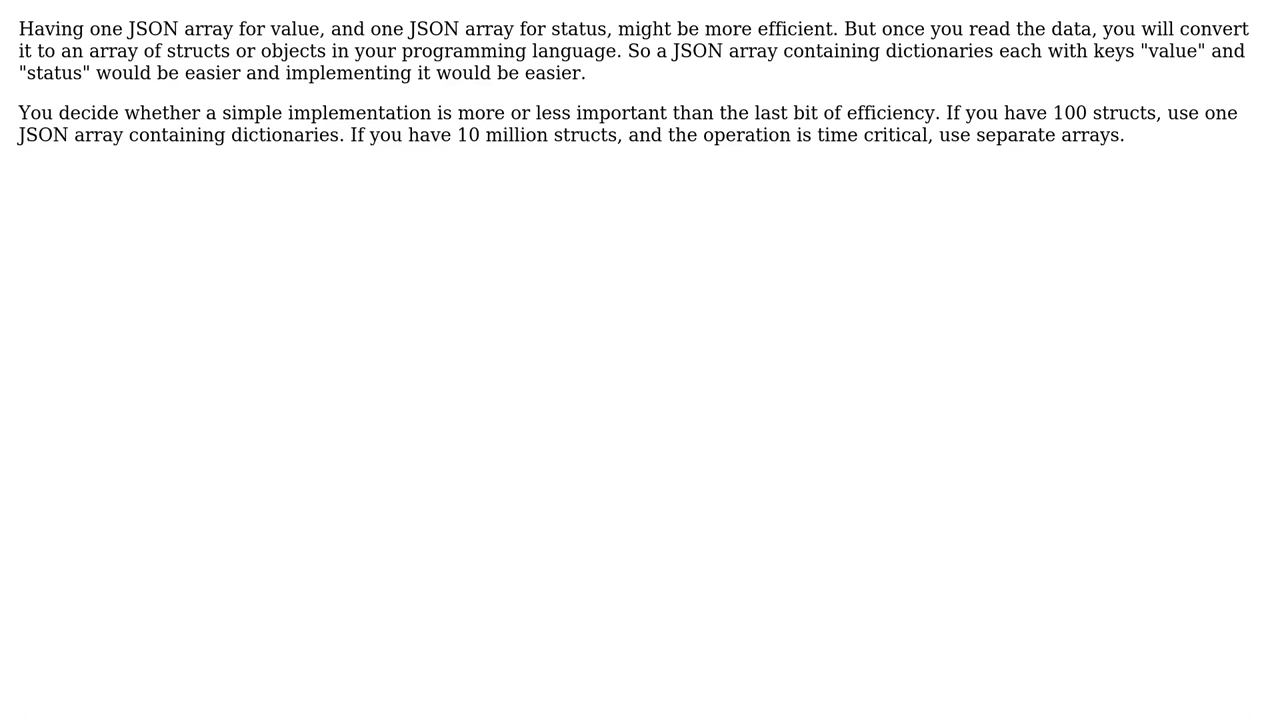 Having one JSON array for value, and one JSON array for status, might be more efficient. But once you read the data, you will convert
it to an array of structs or objects in your programming language. So a JSON array containing dictionaries each with keys "value" and
"status" would be easier and implementing it would be easier.
You decide whether a simple implementation is more or less important than the last bit of efficiency. If you have 100 structs, use one
JSON array containing dictionaries. If you have 10 million structs, and the operation is time critical, use separate arrays.